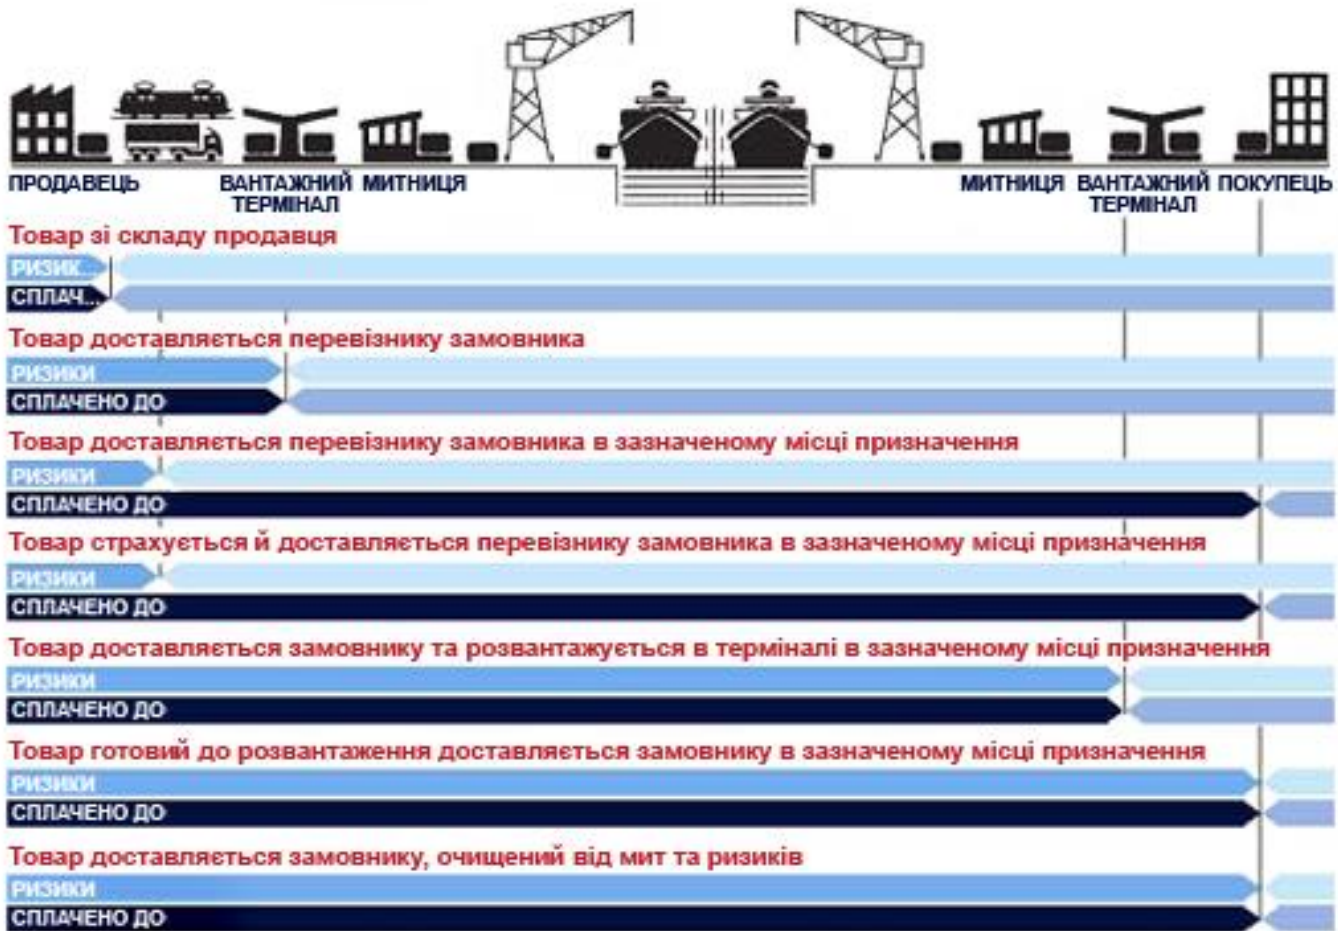 ПРОДАВЕЦЬ ВАНТАЖНИЙ МИТНИЦЯ МИТНИЦЯ ВАНТАЖНИЙ ПОКУПЕЦЬ
ТЕРМІНАЛ ТЕРМІНАЛ
Товар зі складу продавця
РИЗИК...
СПЛАЧ...
Товар доставляється перевізнику замовника
РИЗИКИ
СПЛАЧЕНО ДО
Товар доставляється перевізнику замовника в зазначеному місці призначення
РИЗИКИ
СПЛАЧЕНО ДО
Товар страхується й доставляється перевізнику замовника в зазначеному місці призначення
РИЗИКИ
СПЛАЧЕНО ДО
Товар доставляється замовнику та розвантажується в терміналі в зазначеному місці призначення
РИЗИКИ
СПЛАЧЕНО ДО
Товар готовий до розвантаження доставляється замовнику в зазначеному місці призначення
РИЗИКИ
СПЛАЧЕНО ДО
Товар доставляється замовнику, очищений від мит та ризиків
РИЗИКИ
СПЛАЧЕНО ДО